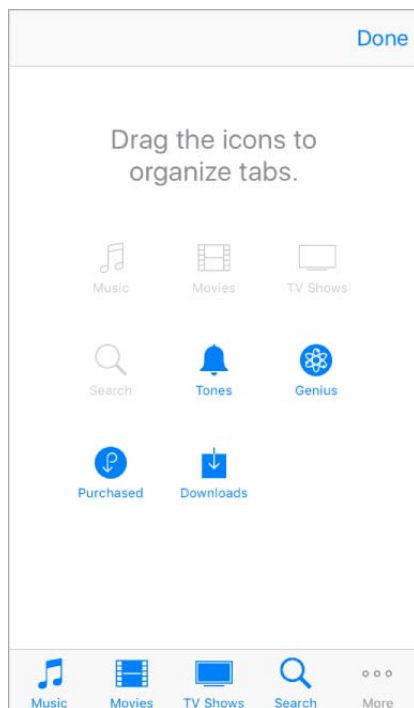 Done
Drag the icons to
organize tabs.
Music Movies TV Shows
Search Tones Genius
Purchased Downloads
Music Movies TV Shows Search More